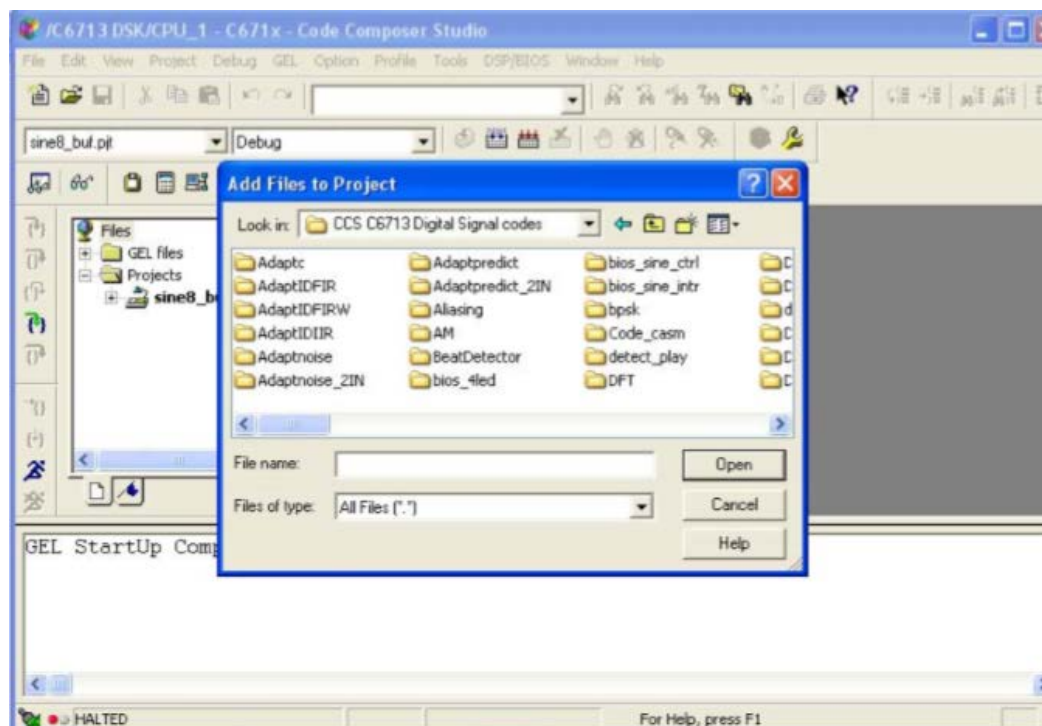 /C6713 DSK/CPU_1 - C671x - Code Composer Studio
File Edit View Project Debug GEL Option Profile Tools DSP/BIOS Window Help
sine8_buf.pjt Debug
Add Files to Project
Look in: CCS C6713 Digital Signal codes
Files
GEL files
Projects
sine8_b
Adaptc Adaptpredict bios_sine_ctrl
AdaptIDFIR Adaptpredict_2IN bios_sine_intr
AdaptIDFIRW Aliasing bpsk
AdaptIDIIR AM Code_casm
Adaptnoise BeatDetector detect_play
Adaptnoise_2IN bios_4led DFT
File name: Open
Files of type: All Files (*.*) Cancel
Help
GEL StartUp Comp
HALTED For Help, press F1